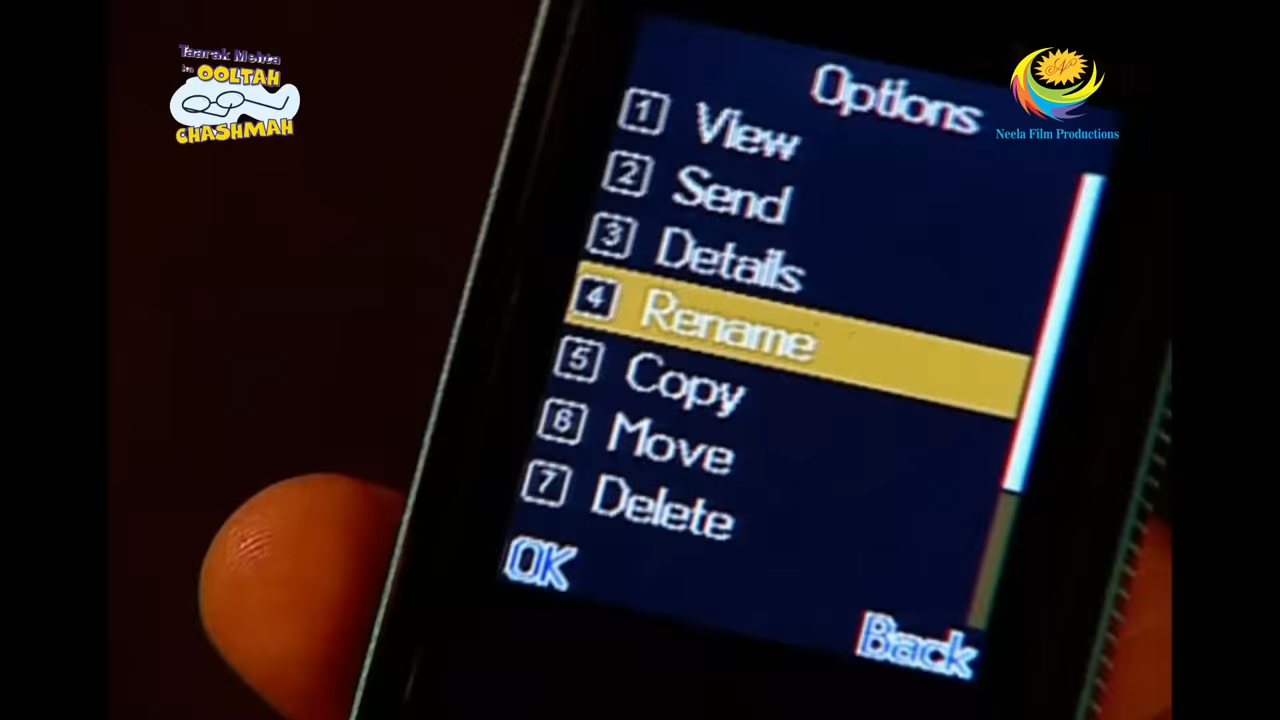 Taarak Mehta
ka OOLTAH
CHASHMAH
Neela Film Productions
Options
1 View
2 Send
3 Details
4 Rename
5 Copy
6 Move
7 Delete
OK
Back